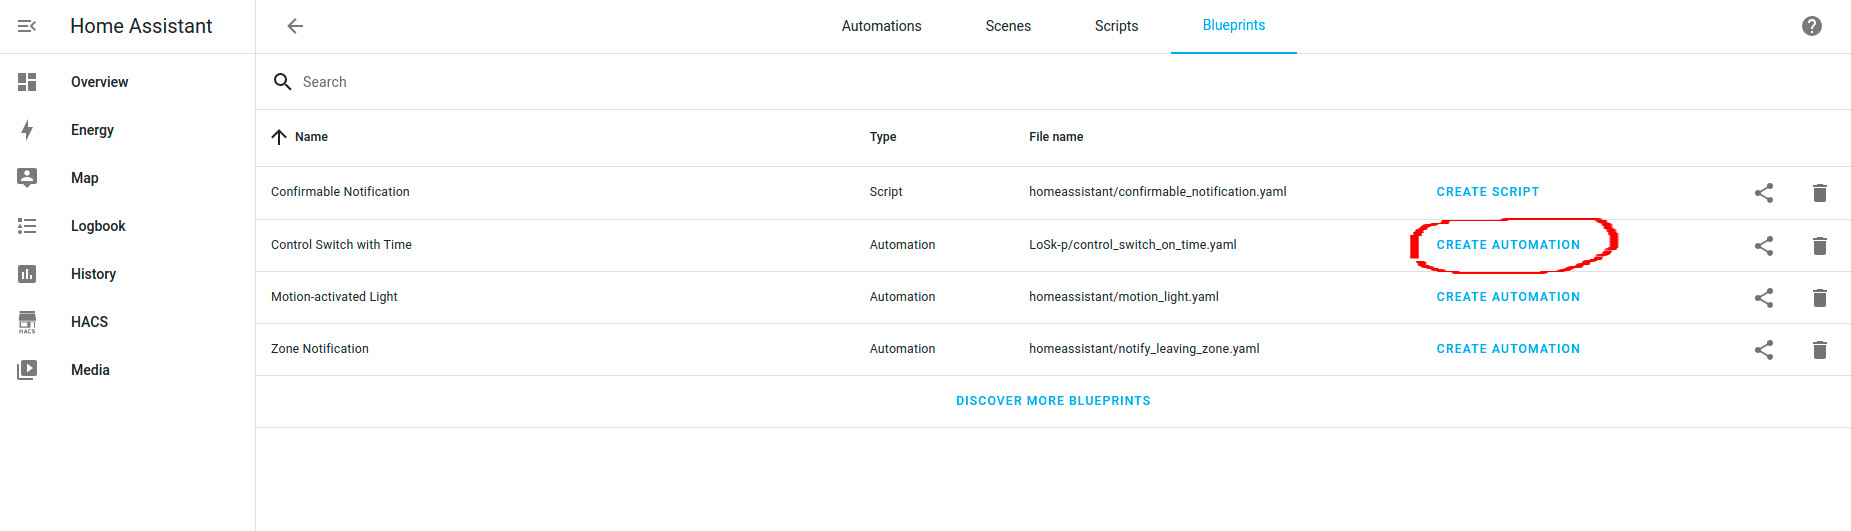 Home Assistant
Automations Scenes Scripts Blueprints
Overview
Energy
Map
Logbook
History
HACS
HACS
Media
Search
Name Type File name
Confirmable Notification Script homeassistant/confirmable_notification.yaml CREATE SCRIPT
Control Switch with Time Automation LoSk-p/control_switch_on_time.yaml CREATE AUTOMATION
Motion-activated Light Automation homeassistant/motion_light.yaml CREATE AUTOMATION
Zone Notification Automation homeassistant/notify_leaving_zone.yaml CREATE AUTOMATION
DISCOVER MORE BLUEPRINTS